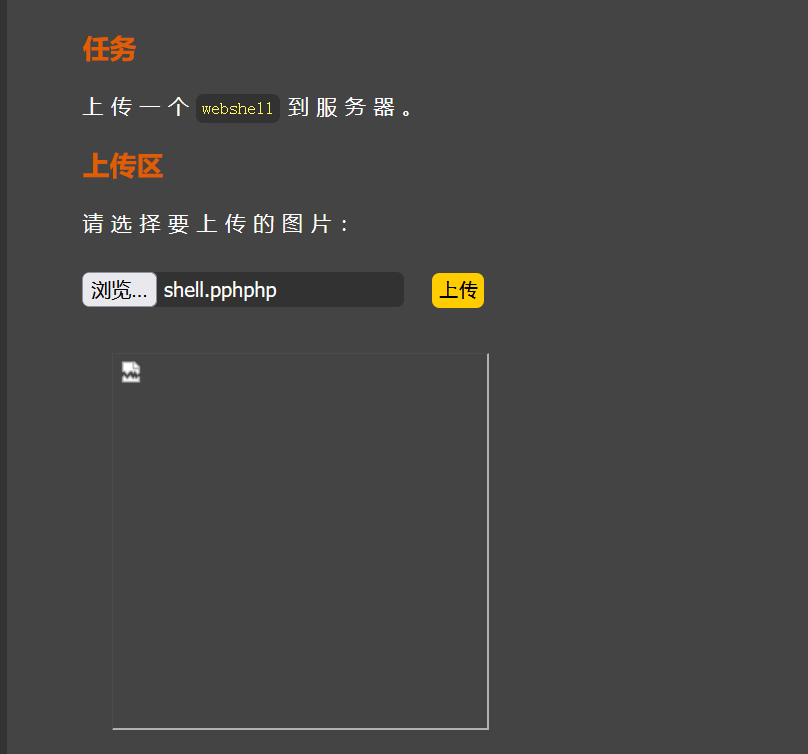 任务
上传一个 webshell 到服务器。
上传区
请选择要上传的图片：
浏览... shell.pphphp 上传